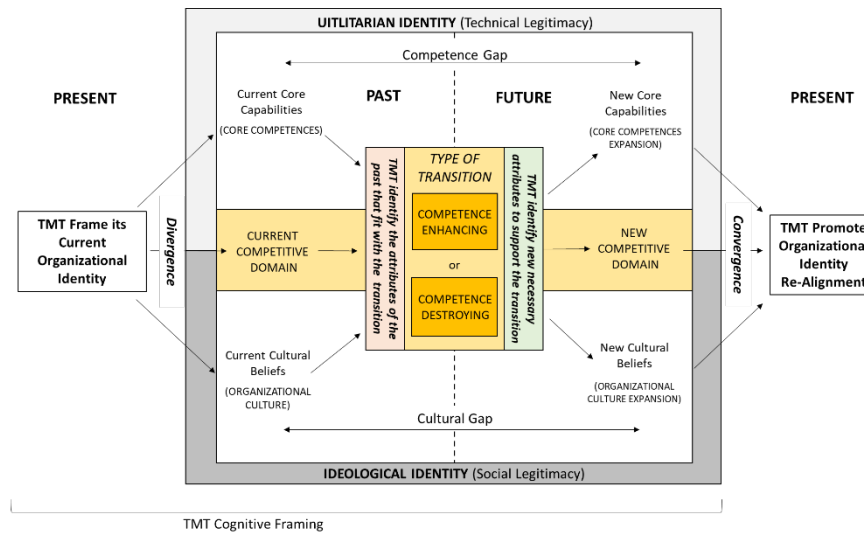 UITLITARIAN IDENTITY (Technical Legitimacy)
Competence Gap
PRESENT
PAST
FUTURE
PRESENT
Current Core
Capabilities
(CORE COMPETENCES)
New Core
Capabilities
(CORE COMPETENCES
EXPANSION)
TMT Frame its
Current
Organizational
Identity
Divergence
CURRENT
COMPETITIVE
DOMAIN
TMT identify the attributes of the
past that fit with the transition
TYPE OF
TRANSITION
COMPETENCE
ENHANCING
or
COMPETENCE
DESTROYING
TMT identify new necessary
attributes to support the transition
NEW
COMPETITIVE
DOMAIN
Convergence
TMT Promote
Organizational
Identity
Re-Alignment
Current Cultural
Beliefs
(ORGANIZATIONAL
CULTURE)
New Cultural
Beliefs
(ORGANIZATIONAL
CULTURE EXPANSION)
Cultural Gap
IDEOLOGICAL IDENTITY (Social Legitimacy)
TMT Cognitive Framing